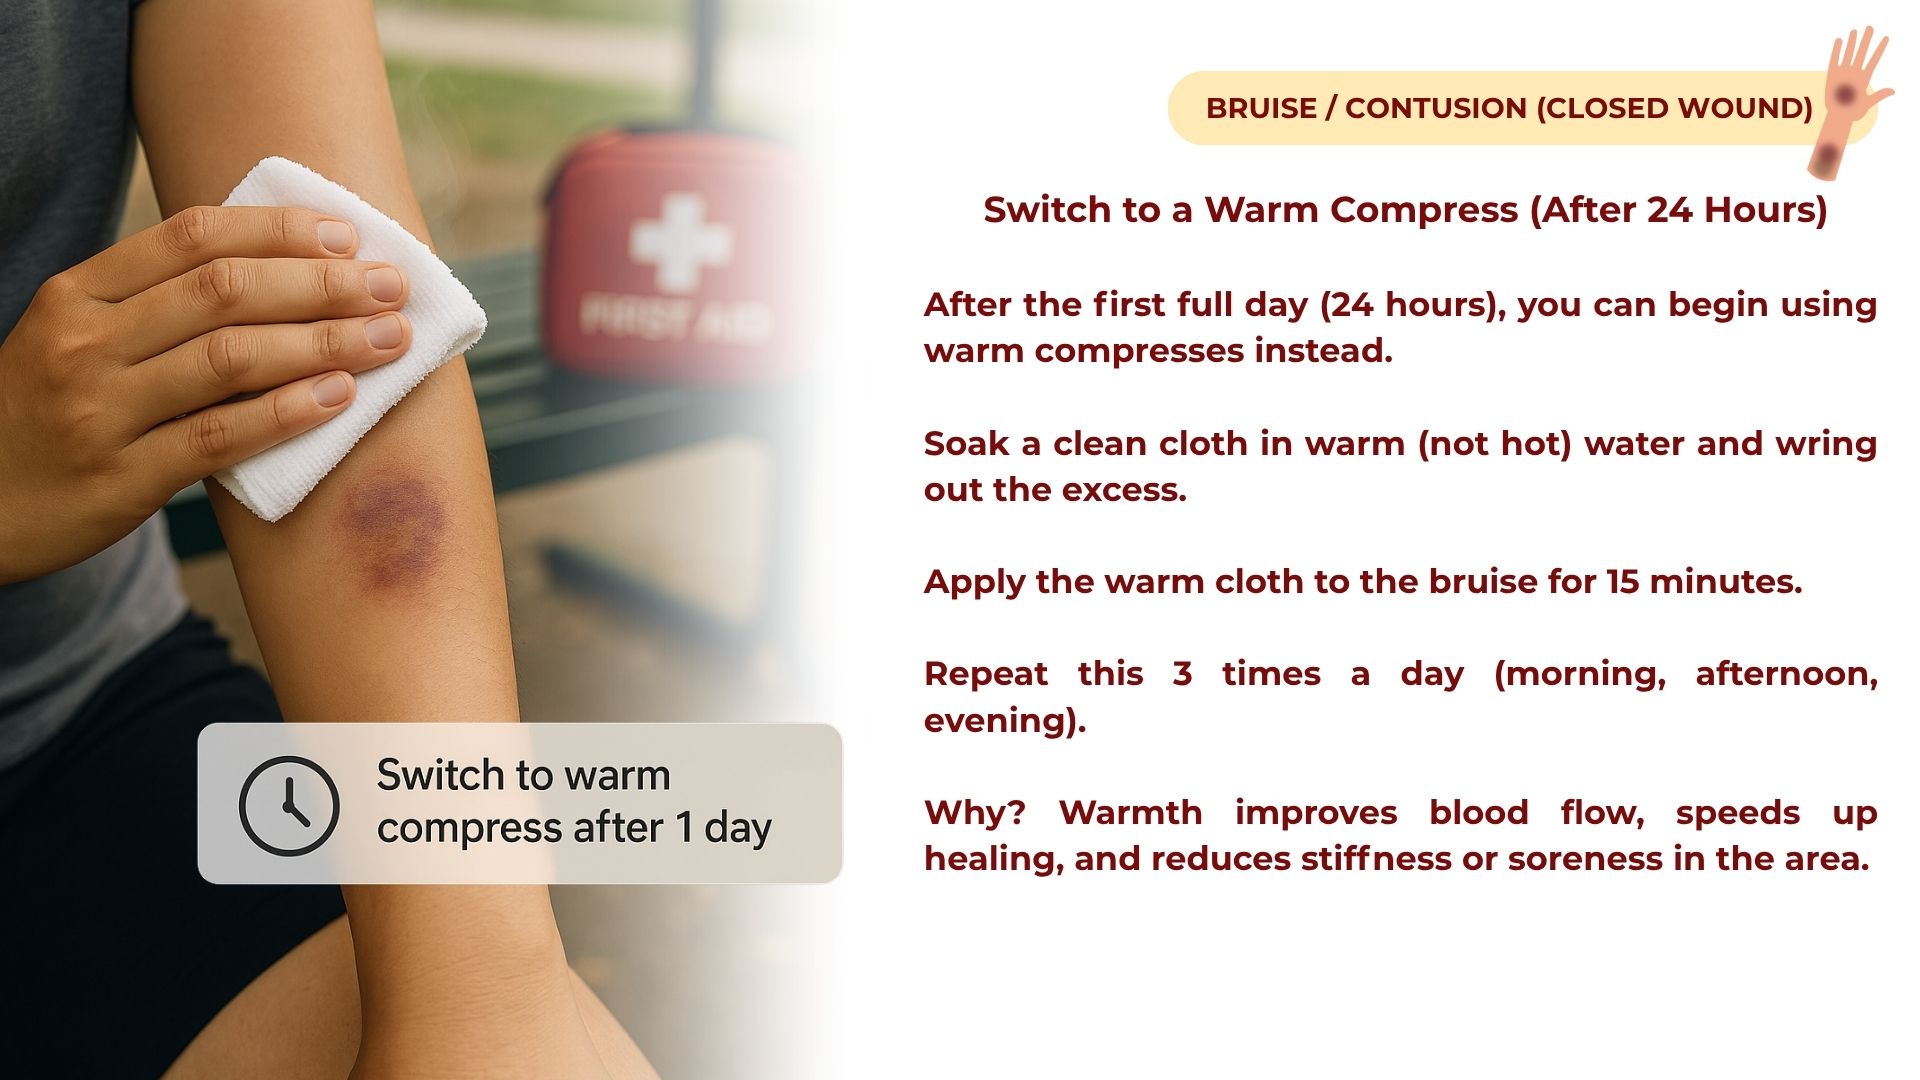 BRUISE / CONTUSION (CLOSED WOUND)
Switch to a Warm Compress (After 24 Hours)
After the first full day (24 hours), you can begin using
warm compresses instead.
Soak a clean cloth in warm (not hot) water and wring
out the excess.
Apply the warm cloth to the bruise for 15 minutes.
Repeat this 3 times a day (morning, afternoon,
evening).
Why? Warmth improves blood flow, speeds up
healing, and reduces stiffness or soreness in the area.
FIRST AID
Switch to warm
compress after 1 day